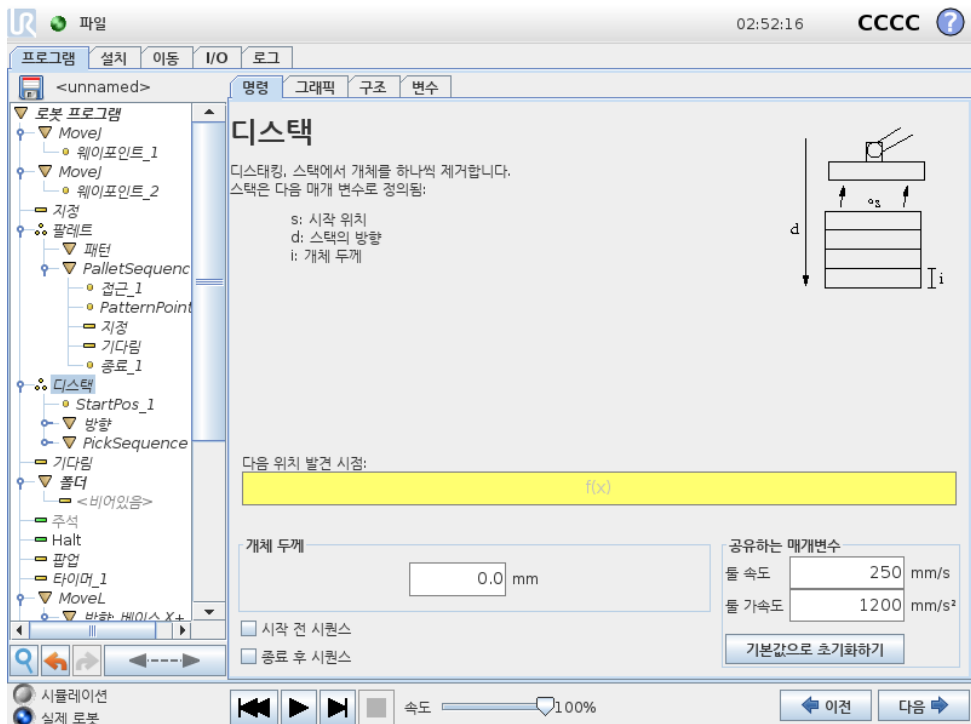 UR
파일
02:52:16
CCCC
?
프로그램
설치
이동
I/O
로그
<unnamed>
명령
그래픽
구조
변수
로봇 프로그램
MoveJ
웨이포인트_1
MoveJ
웨이포인트_2
지정
팔레트
패턴
PalletSequenc
접근_1
PatternPoint
지정
기다림
종료_1
디스택
StartPos_1
방향
PickSequence
기다림
폴더
<비어있음>
주석
Halt
팝업
타이머_1
MoveL
방향: 베이스 X+
디스택
디스태킹, 스택에서 개체를 하나씩 제거합니다.
스택은 다음 매개 변수로 정의됨:
s: 시작 위치
d: 스택의 방향
i: 개체 두께
s
d
i
다음 위치 발견 시점:
f(x)
개체 두께
0.0 mm
시작 전 시퀀스
종료 후 시퀀스
공유하는 매개변수
툴 속도 250 mm/s
툴 가속도 1200 mm/s²
기본값으로 초기화하기
시뮬레이션
실제 로봇
속도 100%
이전
다음